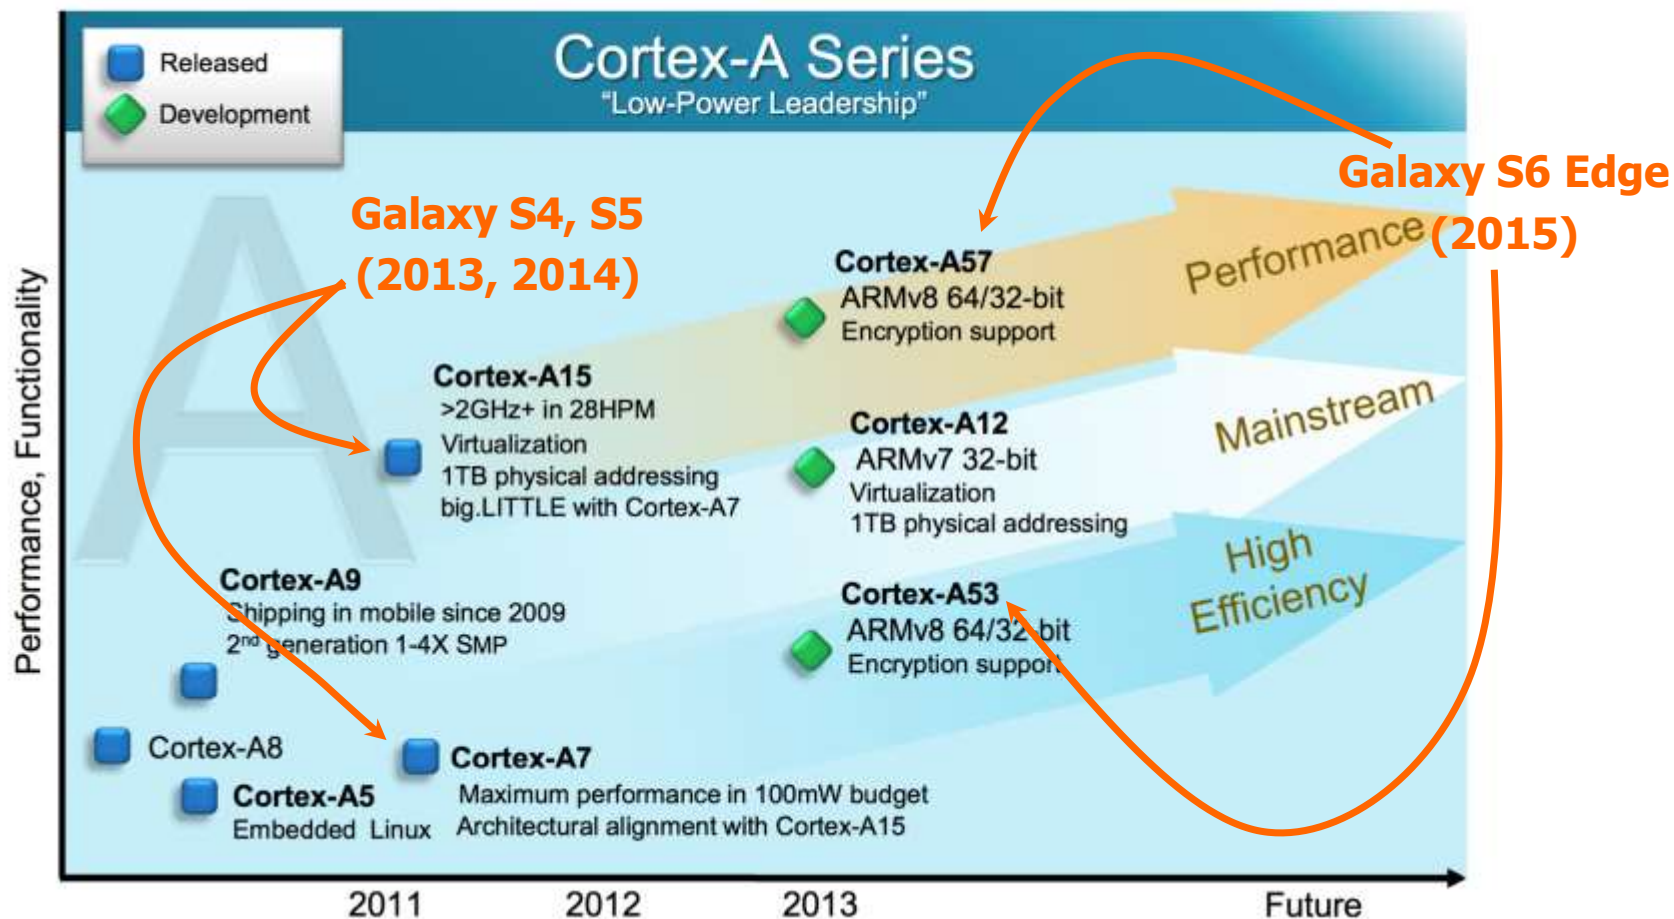 Released
Development
Cortex-A Series
“Low-Power Leadership”
Galaxy S6 Edge
(2015)
Galaxy S4, S5
(2013, 2014)
Performance
Cortex-A57
ARMv8 64/32-bit
Encryption support
Cortex-A15
>2GHz+ in 28HPM
Virtualization
1TB physical addressing
big.LITTLE with Cortex-A7
Mainstream
Cortex-A12
ARMv7 32-bit
Virtualization
1TB physical addressing
High
Efficiency
Cortex-A9
Shipping in mobile since 2009
2nd generation 1-4X SMP
Cortex-A53
ARMv8 64/32-bit
Encryption support
Cortex-A8
Cortex-A7
Maximum performance in 100mW budget
Architectural alignment with Cortex-A15
Cortex-A5
Embedded Linux
Performance, Functionality
2011
2012
2013
Future
A